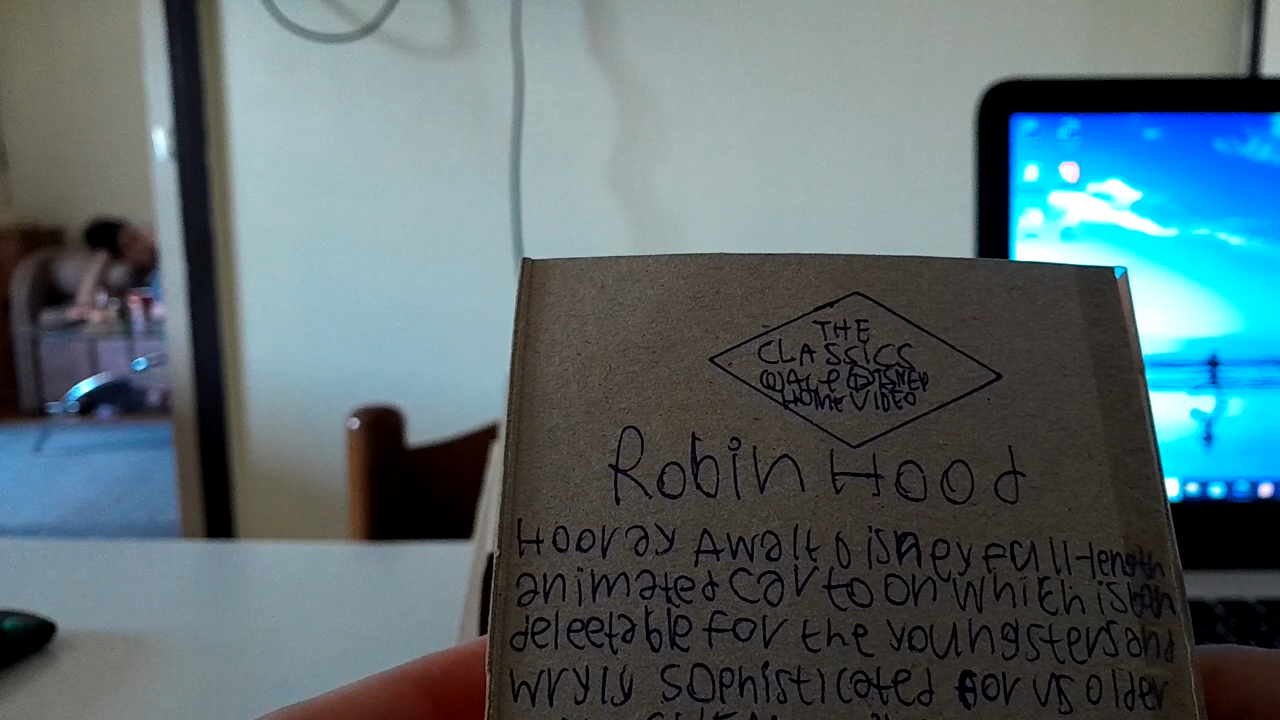 THE
CLASSICS
WALT DISNEY
HOME VIDEO
Robin Hood
Hooray A Walt Disney Full-length
animated Cartoon which is both
deleetable for the youngsters and
wryly sophisticated for us older